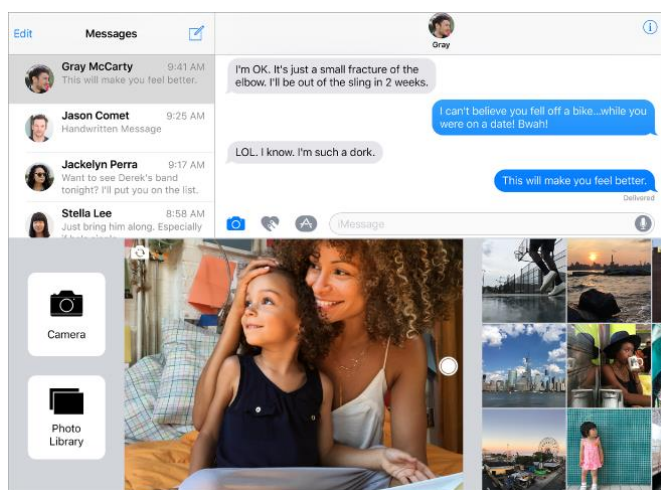 Edit
Messages
Gray McCarty 9:41 AM
This will make you feel better.
Jason Comet 9:25 AM
Handwritten Message
Jackelyn Perra 9:17 AM
Want to see Derek's band
tonight? I'll put you on the list.
Stella Lee 8:58 AM
Just bring him along. Especially
Gray
I'm OK. It's just a small fracture of the
elbow. I'll be out of the sling in 2 weeks.
I can't believe you fell off a bike...while you
were on a date! Bwah!
LOL. I know. I'm such a dork.
This will make you feel better.
Delivered
iMessage
Camera
Photo
Library